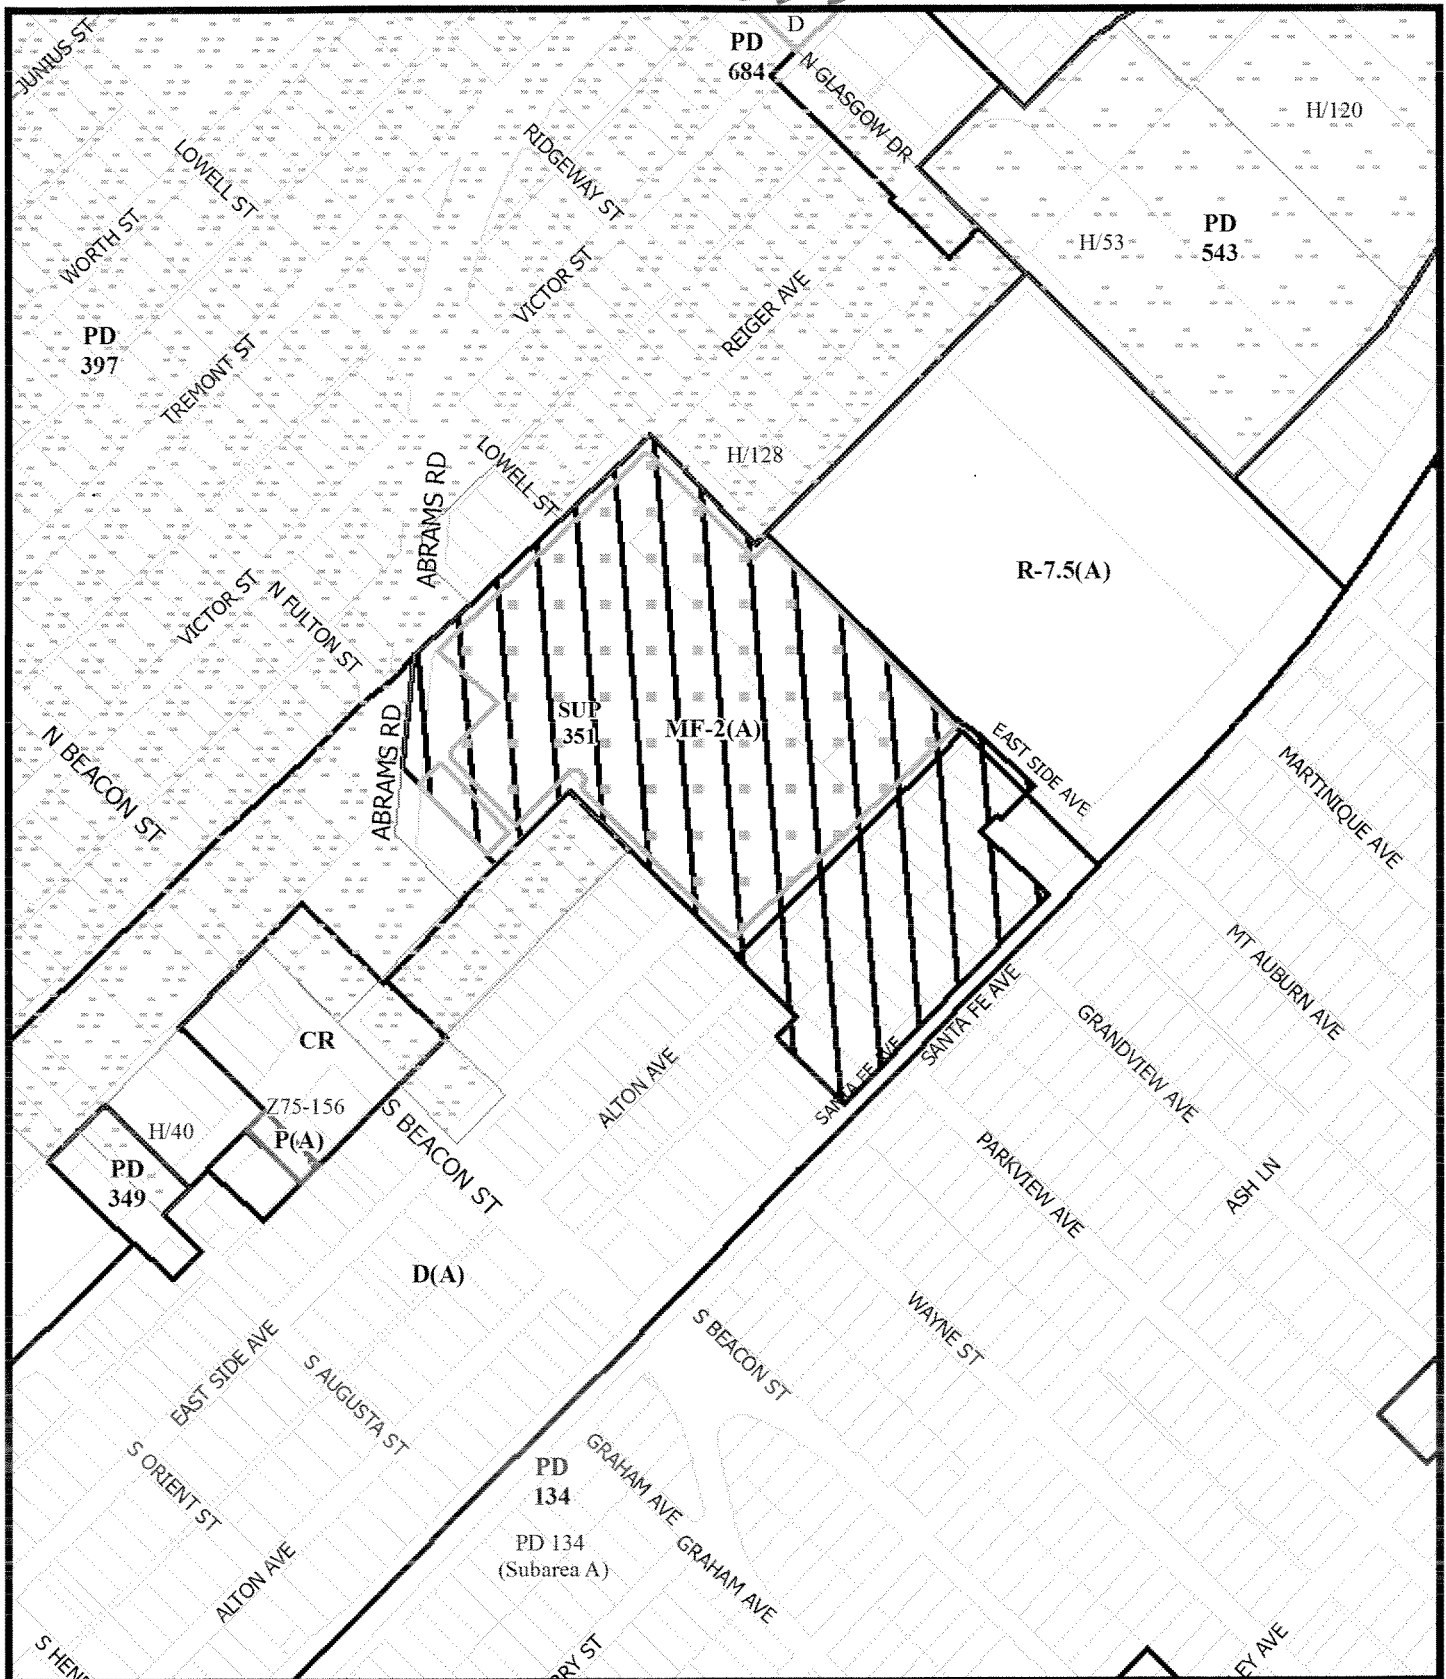 D
PD
684
JUNIUS ST
N GLASGOW DR
H/120
LOWELL ST
RIDGEWAY ST
WORTH ST
PD
543
H/53
VICTOR ST
REIGER AVE
PD
397
TREMONT ST
H/128
LOWELL ST
ABRAMS RD
R-7.5(A)
VICTOR ST
N FULTON ST
SUP
351
MF-2(A)
ABRAMS RD
EAST SIDE AVE
N BEACON ST
MARTINIQUE AVE
MT AUBURN AVE
SANTA FE AVE
GRANDVIEW AVE
CR
SANTA FE AVE
ALTON AVE
Z75-156
H/40
P(A)
S BEACON ST
PD
349
PARKVIEW AVE
ASH LN
D(A)
WAYNE ST
S BEACON ST
EAST SIDE AVE
S AUGUSTA ST
S ORIENT ST
GRAHAM AVE
PD
134
PD 134
(Subarea A)
GRAHAM AVE
ALTON AVE
S HEN
RRY ST
EY AVE